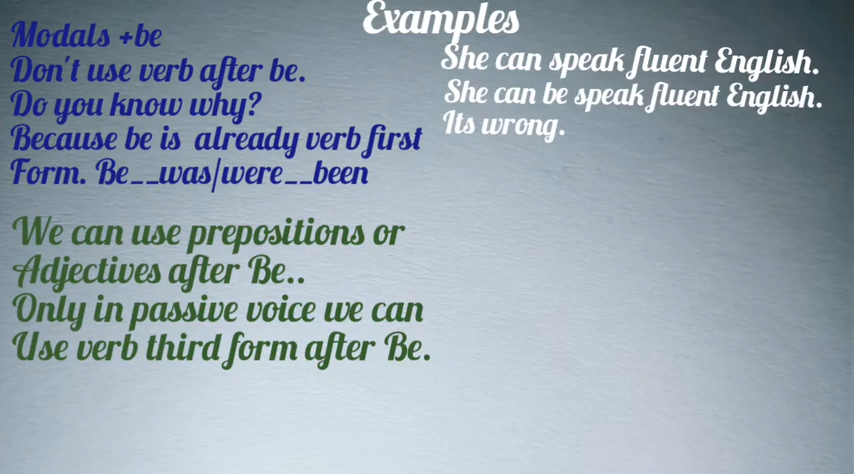 Modals +be
Don't use verb after be.
Do you know why?
Because be is already verb first
Form. Be__was/were__been
We can use prepositions or
Adjectives after Be..
Only in passive voice we can
Use verb third form after Be.
Examples
She can speak fluent English.
She can be speak fluent English.
Its wrong.